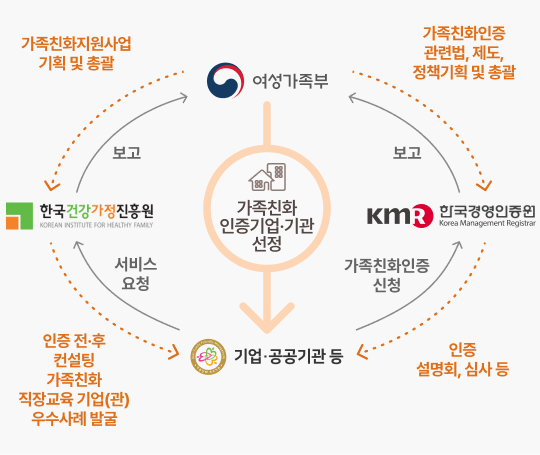 가족친화지원사업
기획 및 총괄
가족친화인증
관련법, 제도,
정책기획 및 총괄
여성가족부
보고
보고
가족친화
인증기업·기관
선정
한국건강가정진흥원
KOREAN INSTITUTE FOR HEALTHY FAMILY
KMR 한국경영인증원
Korea Management Registrar
서비스
요청
가족친화인증
신청
인증 전·후
컨설팅
가족친화
직장교육 기업(관)
우수사례 발굴
기업·공공기관 등
인증
설명회, 심사 등